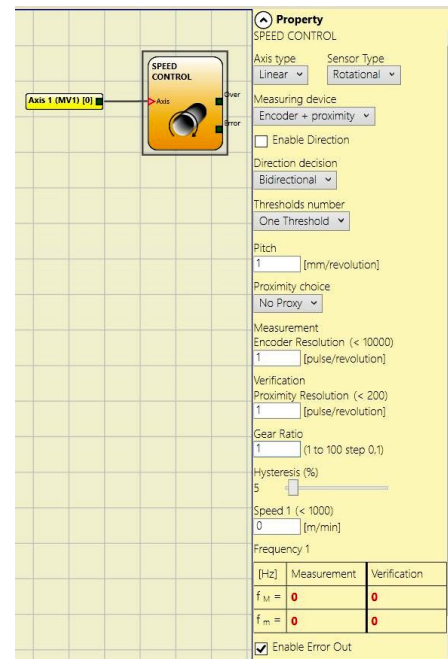 Property
SPEED CONTROL
Axis type Sensor Type
Linear Rotational
Measuring device
Encoder + proximity
Enable Direction
Direction decision
Bidirectional
Thresholds number
One Threshold
Pitch
1 [mm/revolution]
Proximity choice
No Proxy
Measurement
Encoder Resolution (< 10000)
1 [pulse/revolution]
Verification
Proximity Resolution (< 200)
1 [pulse/revolution]
Gear Ratio
1 (1 to 100 step 0,1)
Hysteresis (%)
5
Speed 1 (< 1000)
0 [m/min]
Frequency 1
[Hz] Measurement Verification
f M = 0 0
f m = 0 0
Enable Error Out
SPEED
CONTROL
Axis 1 (MV1) [0]
Axis
Over
Error